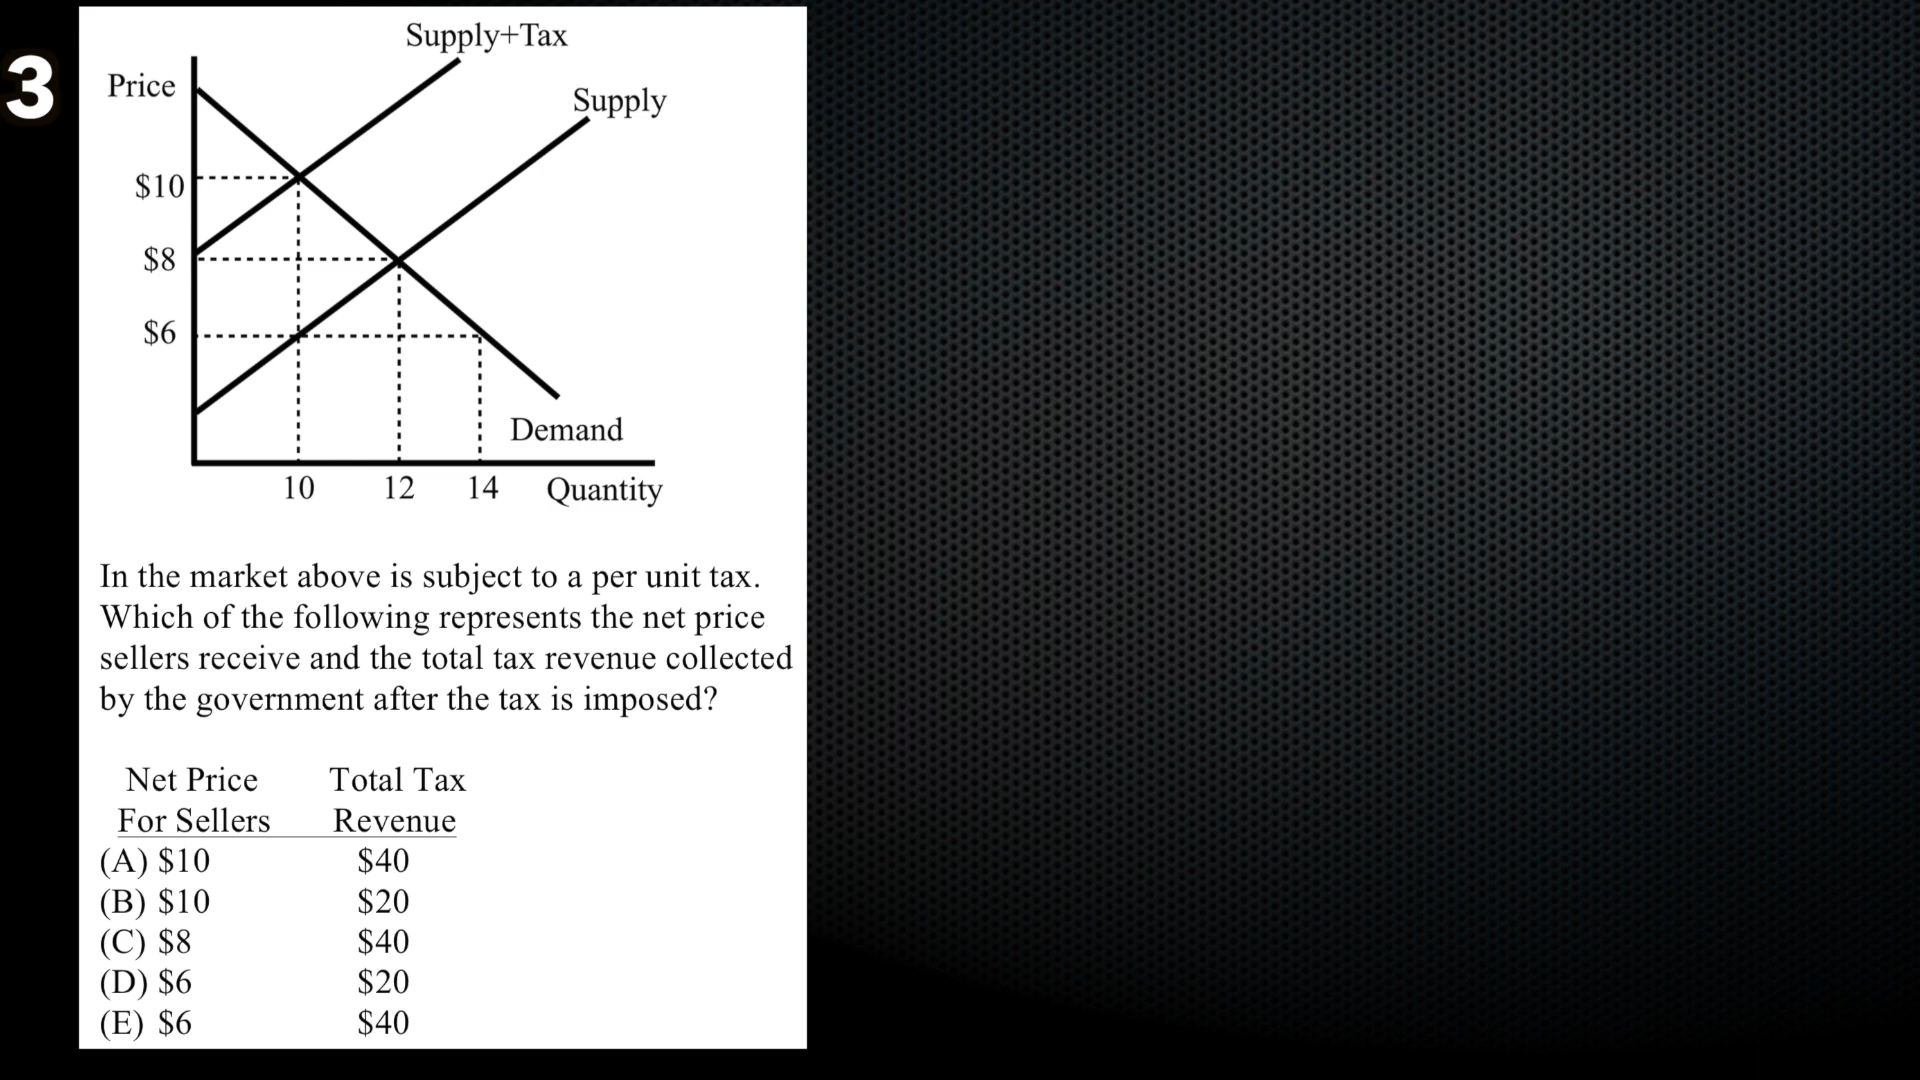 3
Supply+Tax
Price
Supply
$10
$8
$6
Demand
10 12 14 Quantity
In the market above is subject to a per unit tax.
Which of the following represents the net price
sellers receive and the total tax revenue collected
by the government after the tax is imposed?
Net Price Total Tax
For Sellers Revenue
(A) $10 $40
(B) $10 $20
(C) $8 $40
(D) $6 $20
(E) $6 $40